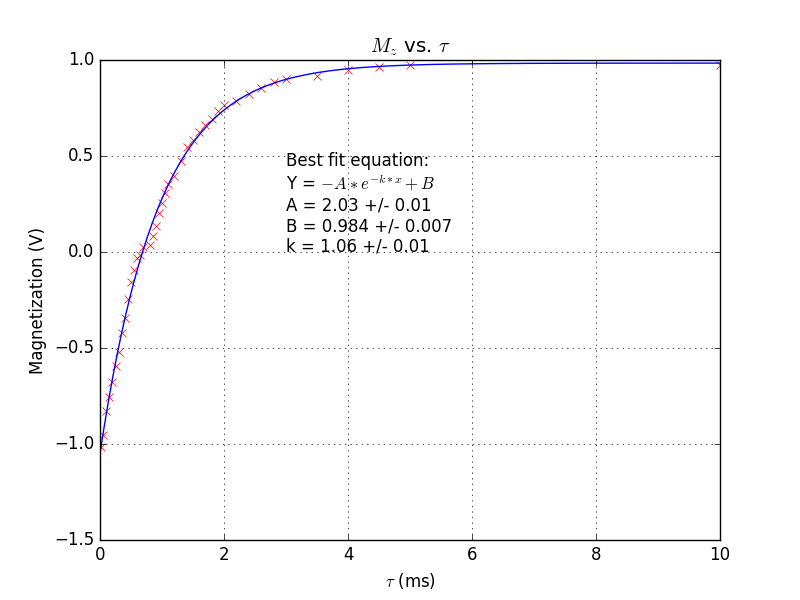 M_z vs. τ
1.0
0.5
0.0
−0.5
−1.0
−1.5
Magnetization (V)
Best fit equation:
Y = −A∗e^{−k∗x}+B
A = 2.03 +/- 0.01
B = 0.984 +/- 0.007
k = 1.06 +/- 0.01
0 2 4 6 8 10
τ (ms)